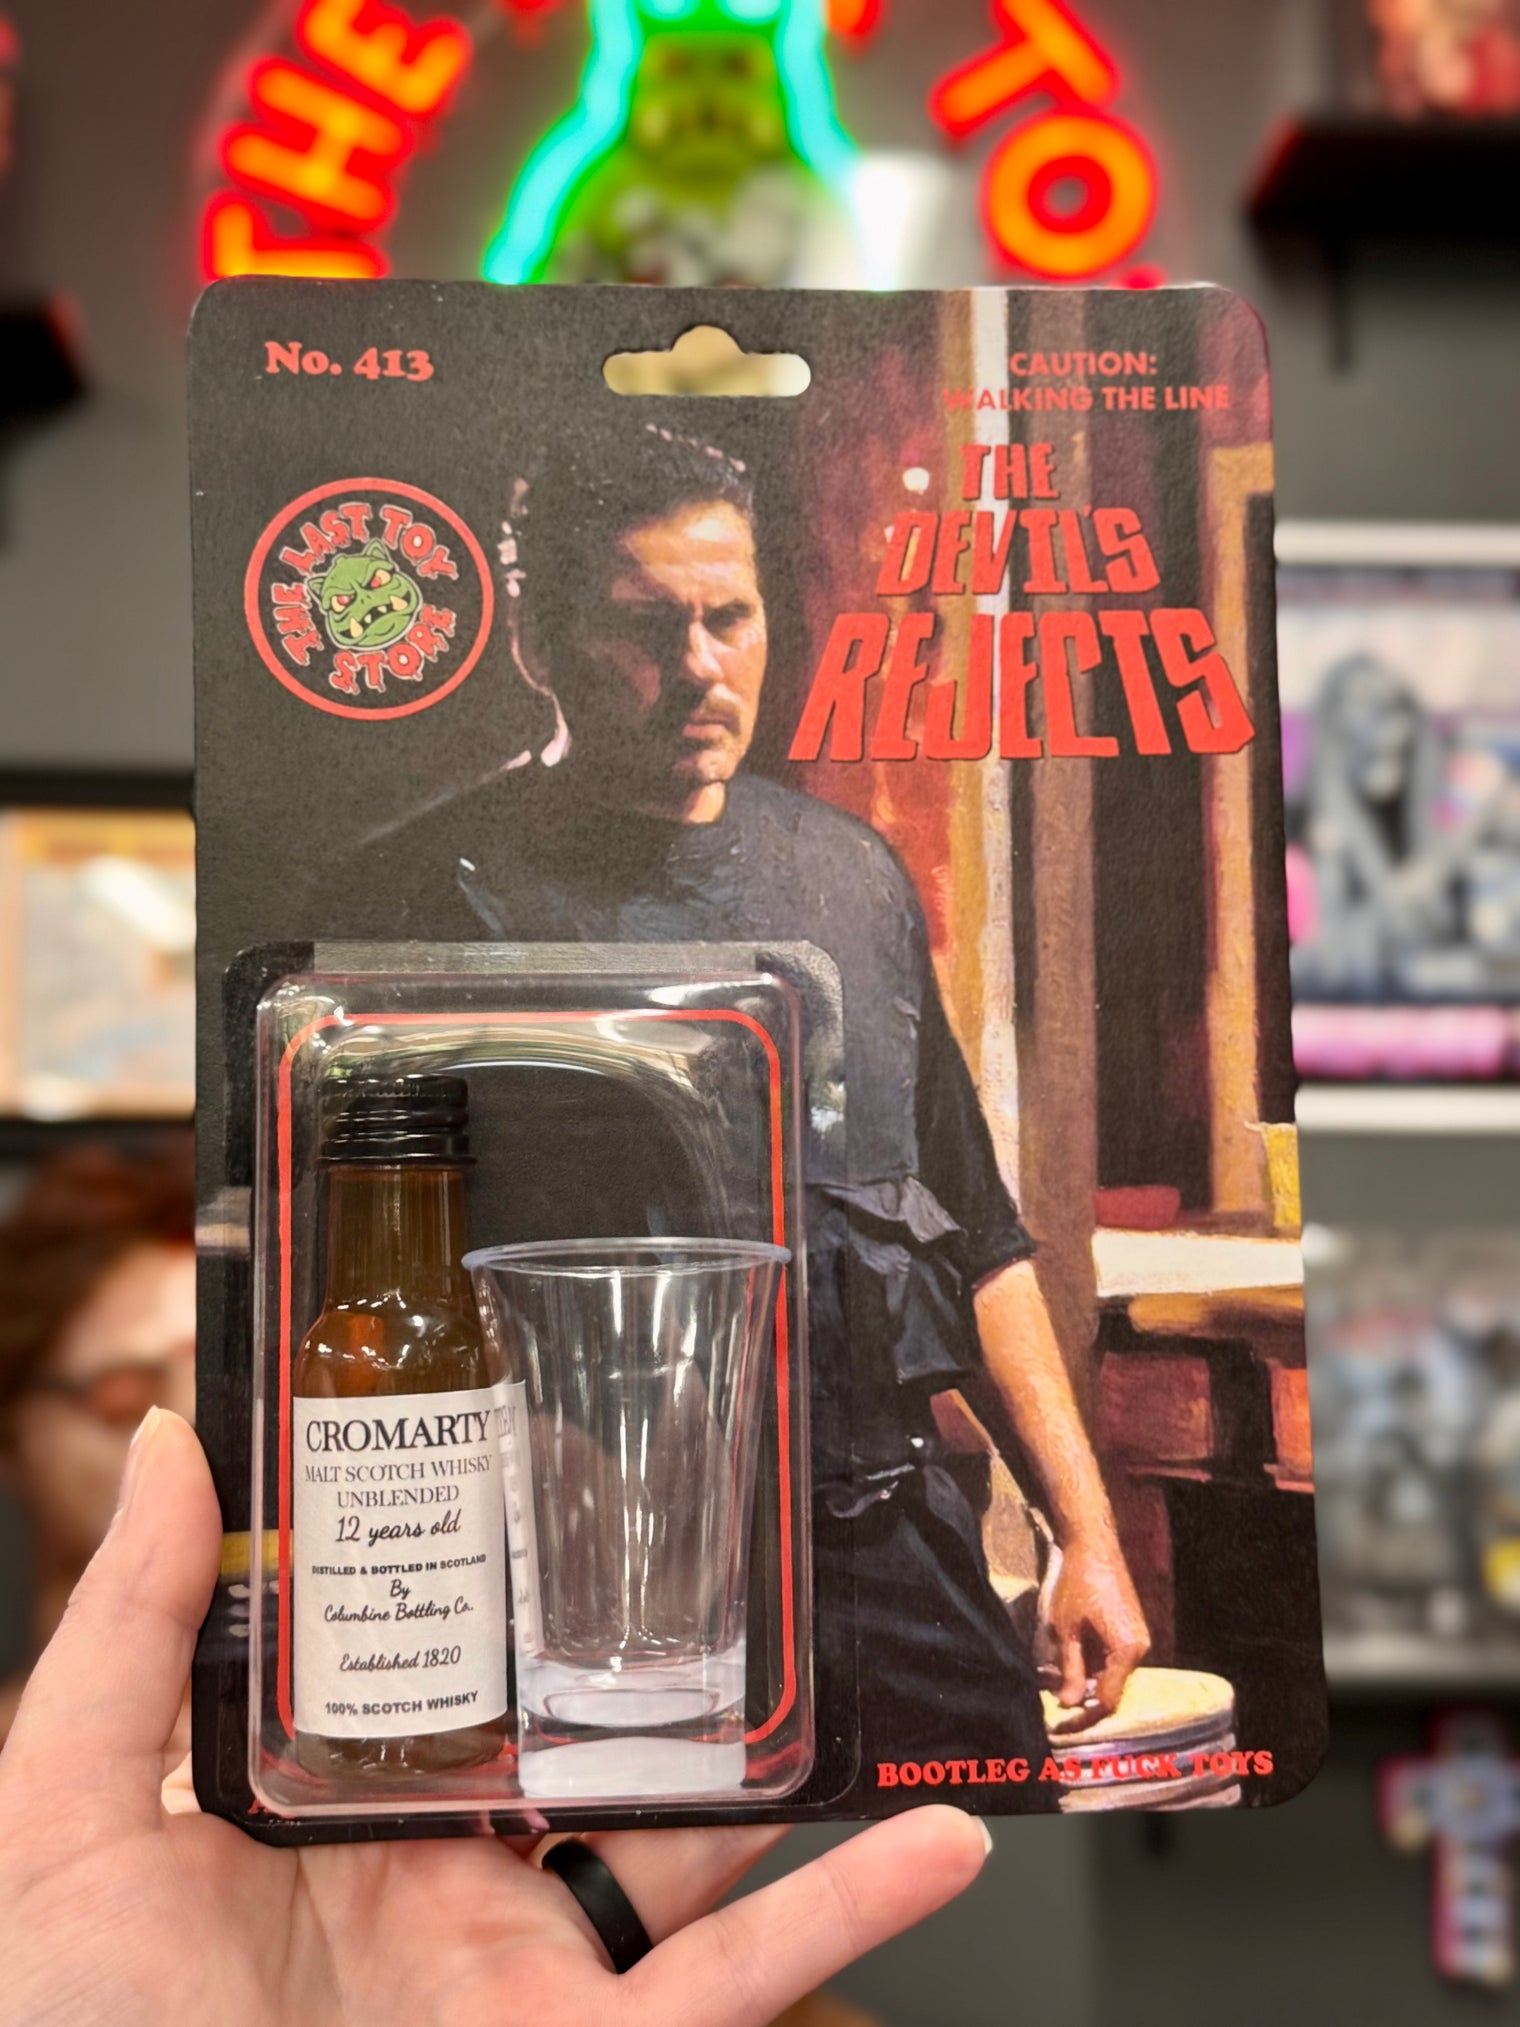 THE
TO
No. 413
CAUTION:
WALKING THE LINE
THE LAST TOY
STORE
THE
DEVIL'S
REJECTS
CROMARTY
MALT SCOTCH WHISKY
UNBLENDED
12 years old
DISTILLED & BOTTLED IN SCOTLAND
By
Columbine Bottling Co..
Established 1820
100% SCOTCH WHISKY
BOOTLEG AS FUCK TOYS